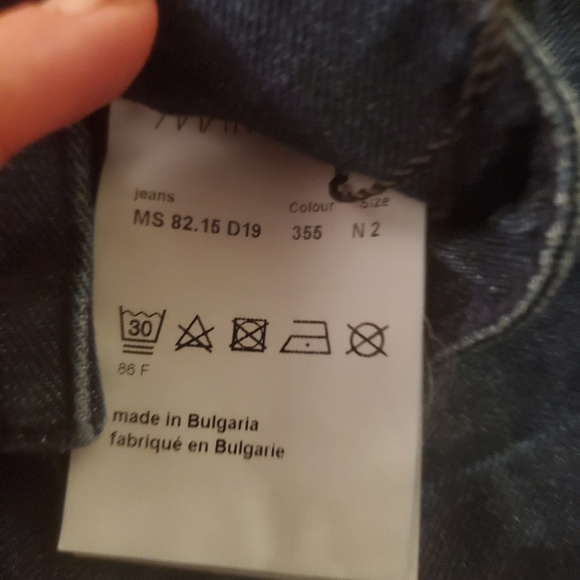 jeans
Colour Size
MS 82.15 D19 355 N 2
30
86 F
made in Bulgaria
fabriqué en Bulgarie